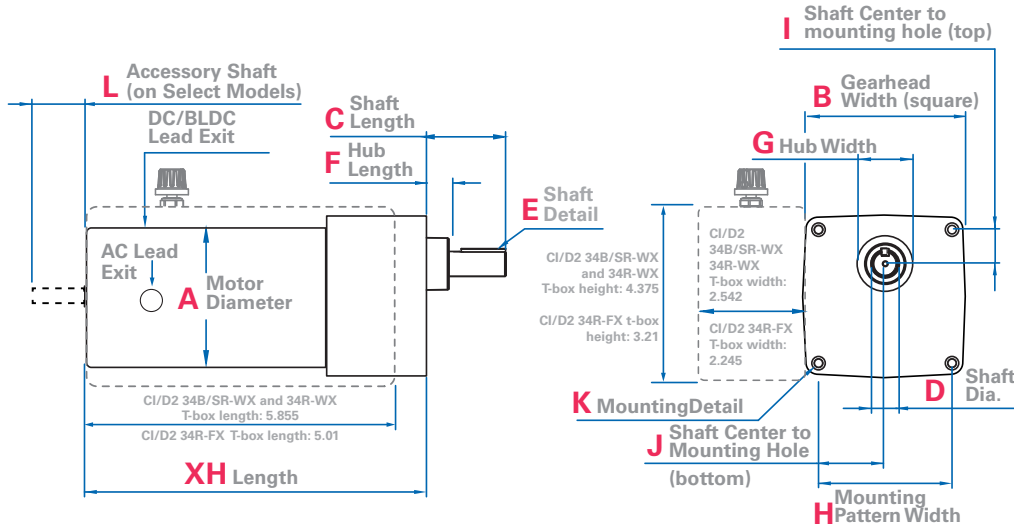 L Accessory Shaft
(on Select Models)
DC/BLDC
Lead Exit
C Shaft
Length
F Hub
Length
E Shaft
Detail
AC Lead
Exit
A Motor
Diameter
CI/D2 34B/SR-WX and 34R-WX
T-box length: 5.855
CI/D2 34R-FX T-box length: 5.01
XH Length
I Shaft Center to
mounting hole (top)
B Gearhead
Width (square)
G Hub Width
CI/D2 34B/SR-WX
and 34R-WX
T-box height: 4.375
CI/D2 34R-FX t-box
height: 3.21
CI/D2
34B/SR-WX
34R-WX
T-box width:
2.542
CI/D2 34R-FX
T-box width:
2.245
D Shaft
Dia.
K MountingDetail
J Shaft Center to
Mounting Hole
(bottom)
H Mounting
Pattern Width